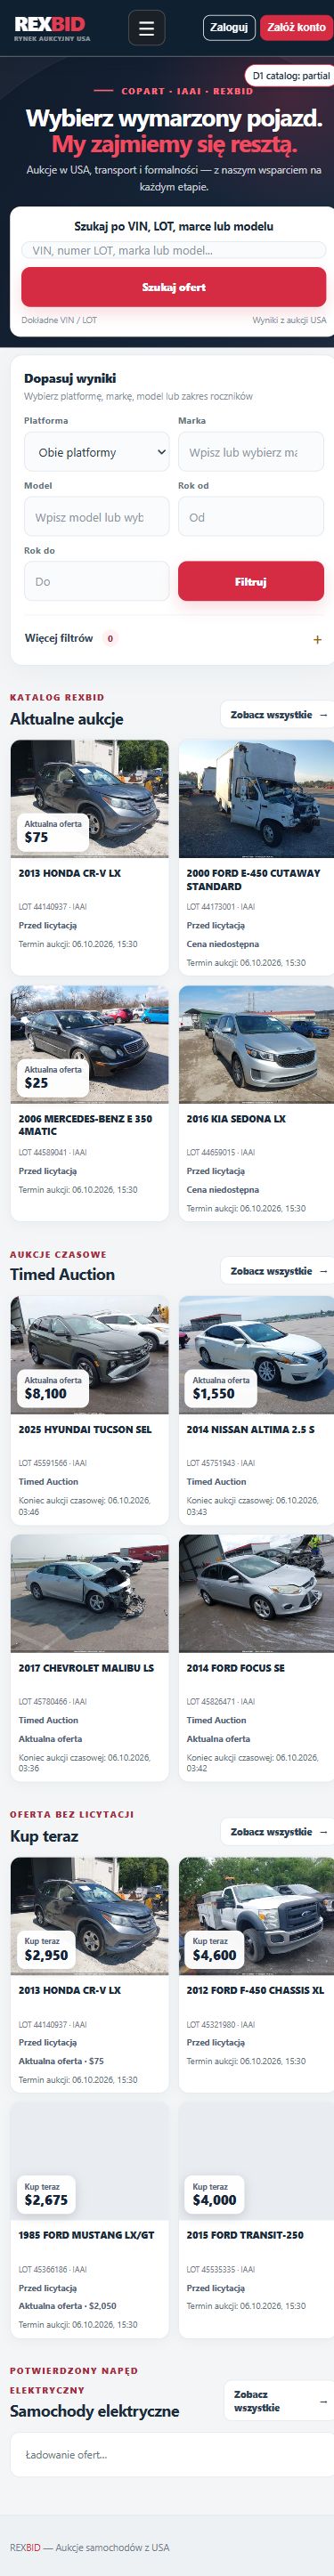 REXBID
RYNEK AUKCYJNY USA
☰
Zaloguj
Załóż konto
D1 catalog: partial
COPART · IAAI · REXBID
Wybierz wymarzony pojazd.
My zajmiemy się resztą.
Aukcje w USA, transport i formalności — z naszym wsparciem na
każdym etapie.
Szukaj po VIN, LOT, marce lub modelu
VIN, numer LOT, marka lub model...
Szukaj ofert
Dokładne VIN / LOT
Wyniki z aukcji USA
Dopasuj wyniki
Wybierz platformę, markę, model lub zakres roczników
Platforma
Marka
Obie platformy
Wpisz lub wybierz ma
Model
Rok od
Wpisz model lub wyb
Od
Rok do
Do
Filtruj
Więcej filtrów 0 +
KATALOG REXBID
Aktualne aukcje
Zobacz wszystkie →
Aktualna oferta
$75
2013 HONDA CR-V LX
LOT 44140937 · IAAI
Przed licytacją
Termin aukcji: 06.10.2026, 15:30
2000 FORD E-450 CUTAWAY
STANDARD
LOT 44173001 · IAAI
Przed licytacją
Cena niedostępna
Termin aukcji: 06.10.2026, 15:30
Aktualna oferta
$25
2006 MERCEDES-BENZ E 350
4MATIC
LOT 44589041 · IAAI
Przed licytacją
Termin aukcji: 06.10.2026, 15:30
2016 KIA SEDONA LX
LOT 44659015 · IAAI
Przed licytacją
Cena niedostępna
Termin aukcji: 06.10.2026, 15:30
AUKCJE CZASOWE
Timed Auction
Zobacz wszystkie →
Aktualna oferta
$8,100
2025 HYUNDAI TUCSON SEL
LOT 45591566 · IAAI
Timed Auction
Koniec aukcji czasowej: 06.10.2026,
03:46
Aktualna oferta
$1,550
2014 NISSAN ALTIMA 2.5 S
LOT 45751943 · IAAI
Timed Auction
Koniec aukcji czasowej: 06.10.2026,
03:43
2017 CHEVROLET MALIBU LS
LOT 45780466 · IAAI
Timed Auction
Aktualna oferta
Koniec aukcji czasowej: 06.10.2026,
03:36
2014 FORD FOCUS SE
LOT 45826471 · IAAI
Timed Auction
Aktualna oferta
Koniec aukcji czasowej: 06.10.2026,
03:42
OFERTA BEZ LICYTACJI
Kup teraz
Zobacz wszystkie →
Kup teraz
$2,950
2013 HONDA CR-V LX
LOT 44140937 · IAAI
Przed licytacją
Aktualna oferta · $75
Termin aukcji: 06.10.2026, 15:30
Kup teraz
$4,600
2012 FORD F-450 CHASSIS XL
LOT 45321980 · IAAI
Przed licytacją
Termin aukcji: 06.10.2026, 15:30
Kup teraz
$2,675
1985 FORD MUSTANG LX/GT
LOT 45366186 · IAAI
Przed licytacją
Aktualna oferta · $2,050
Termin aukcji: 06.10.2026, 15:30
Kup teraz
$4,000
2015 FORD TRANSIT-250
LOT 45535335 · IAAI
Przed licytacją
Termin aukcji: 06.10.2026, 15:30
POTWIERDZONY NAPĘD
ELEKTRYCZNY
Samochody elektryczne
Zobacz
wszystkie →
Ładowanie ofert...
REXBID — Aukcje samochodów z USA